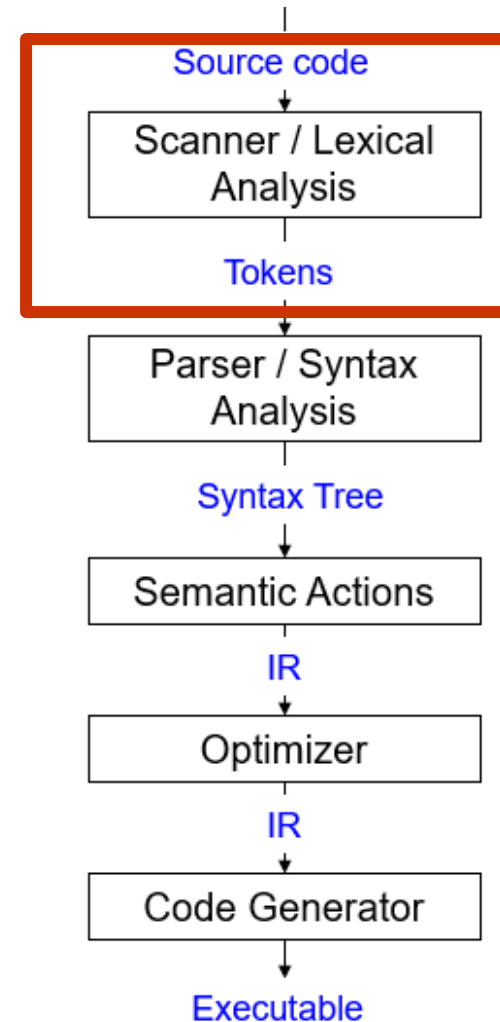 Source code
Scanner / Lexical
Analysis
Tokens
Parser / Syntax
Analysis
Syntax Tree
Semantic Actions
IR
Optimizer
IR
Code Generator
Executable